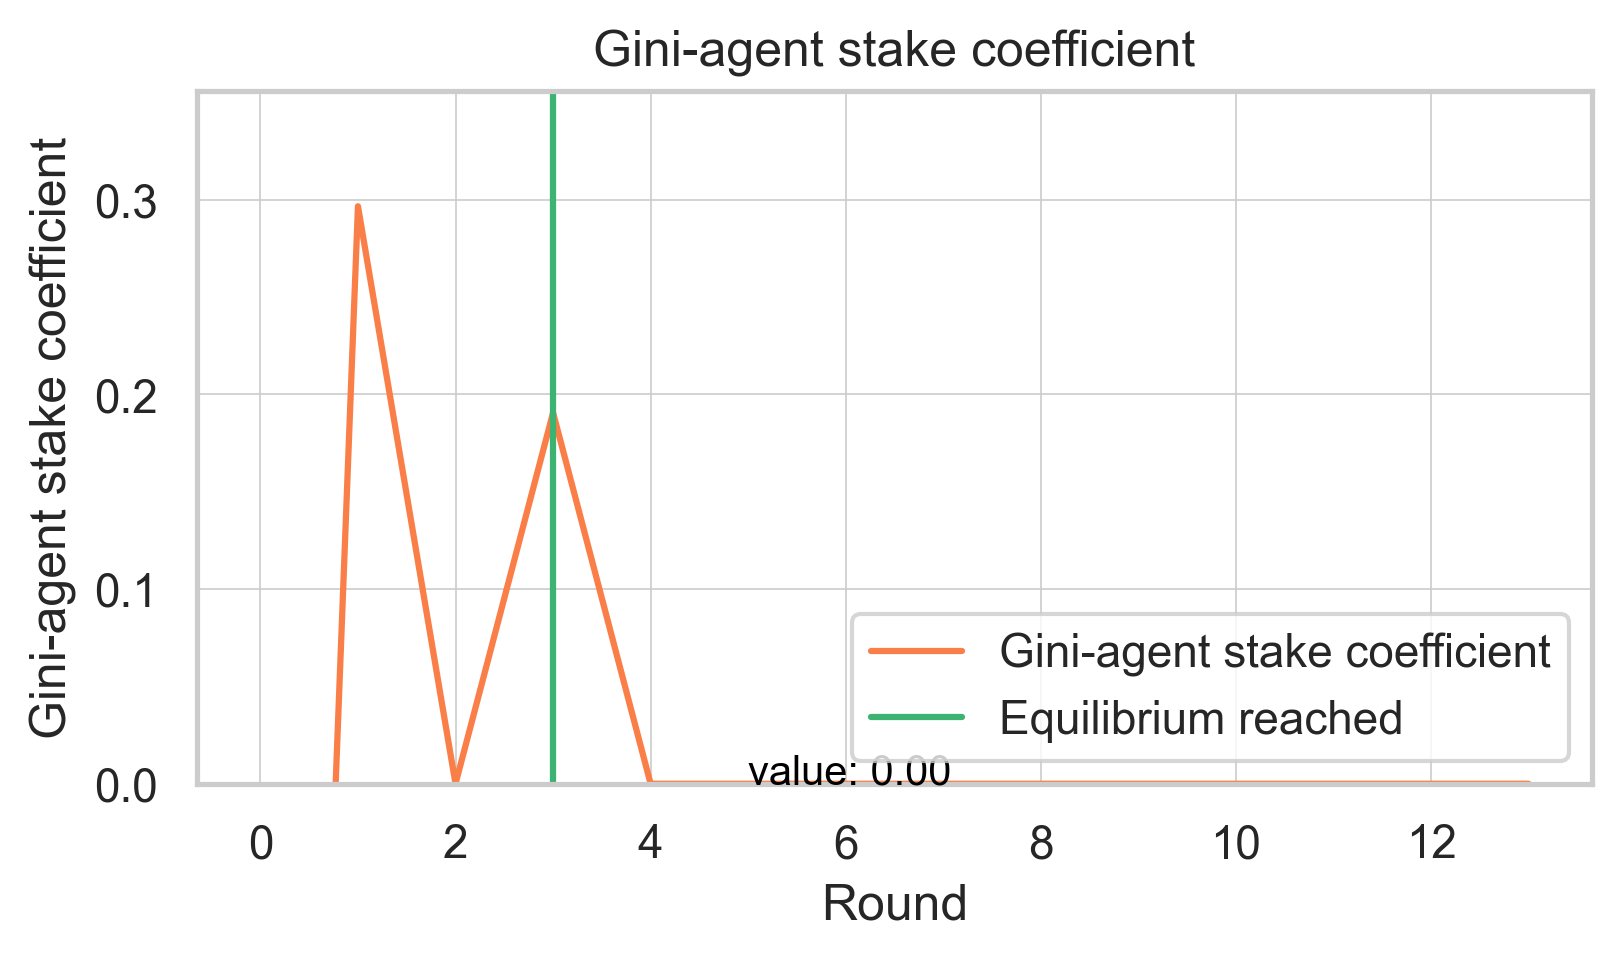 Gini-agent stake coefficient
Gini-agent stake coefficient
0.3
0.2
0.1
0.0
Gini-agent stake coefficient
Equilibrium reached
value: 0.00
0 2 4 6 8 10 12
Round